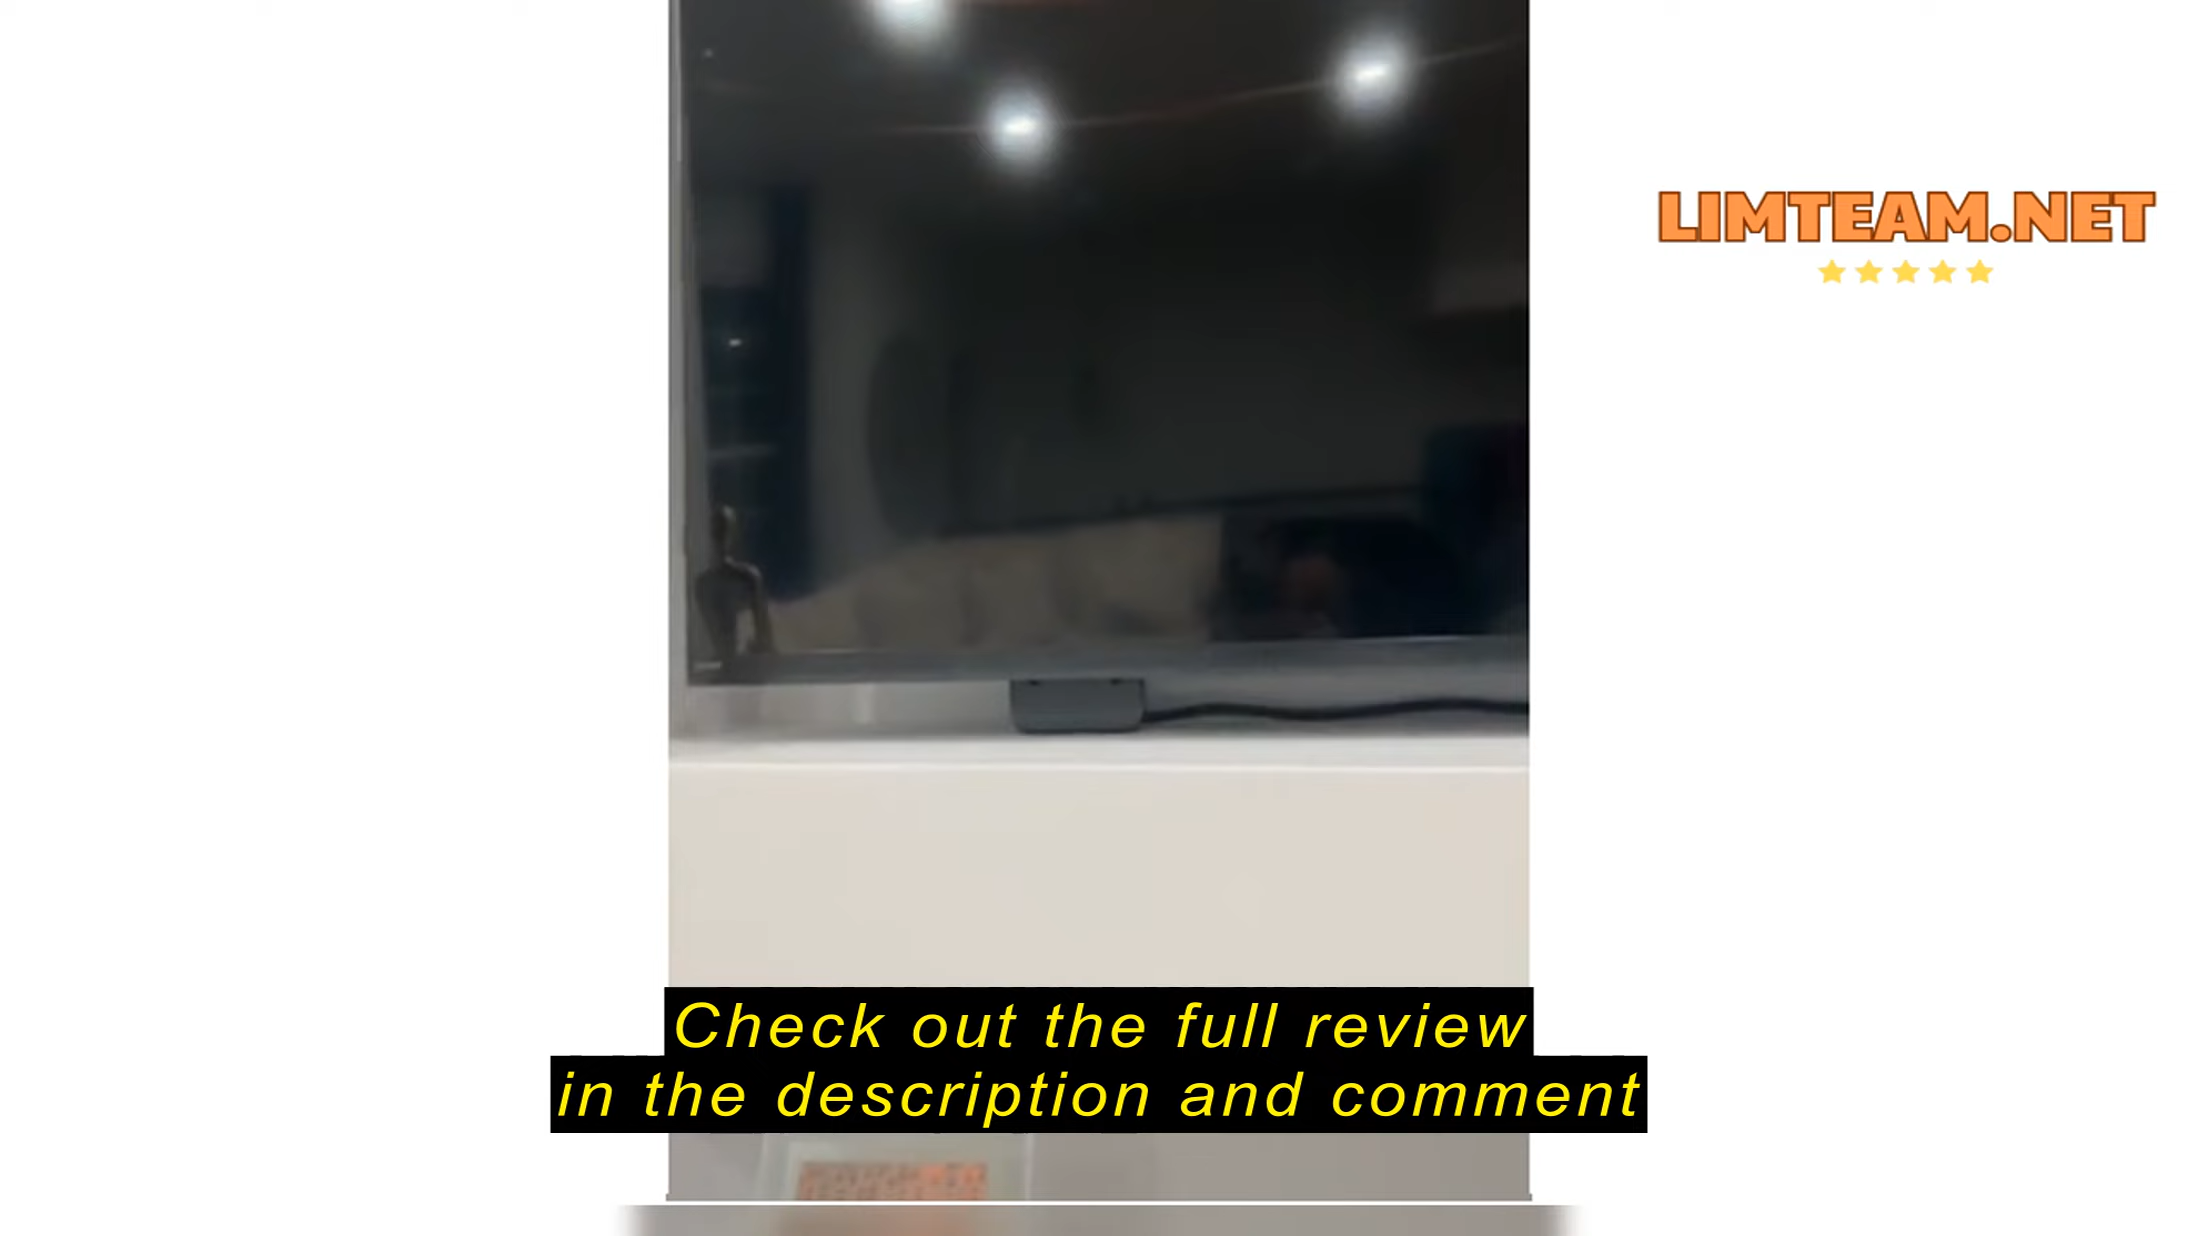 LIMTEAM.NET
Check out the full review
in the description and comment